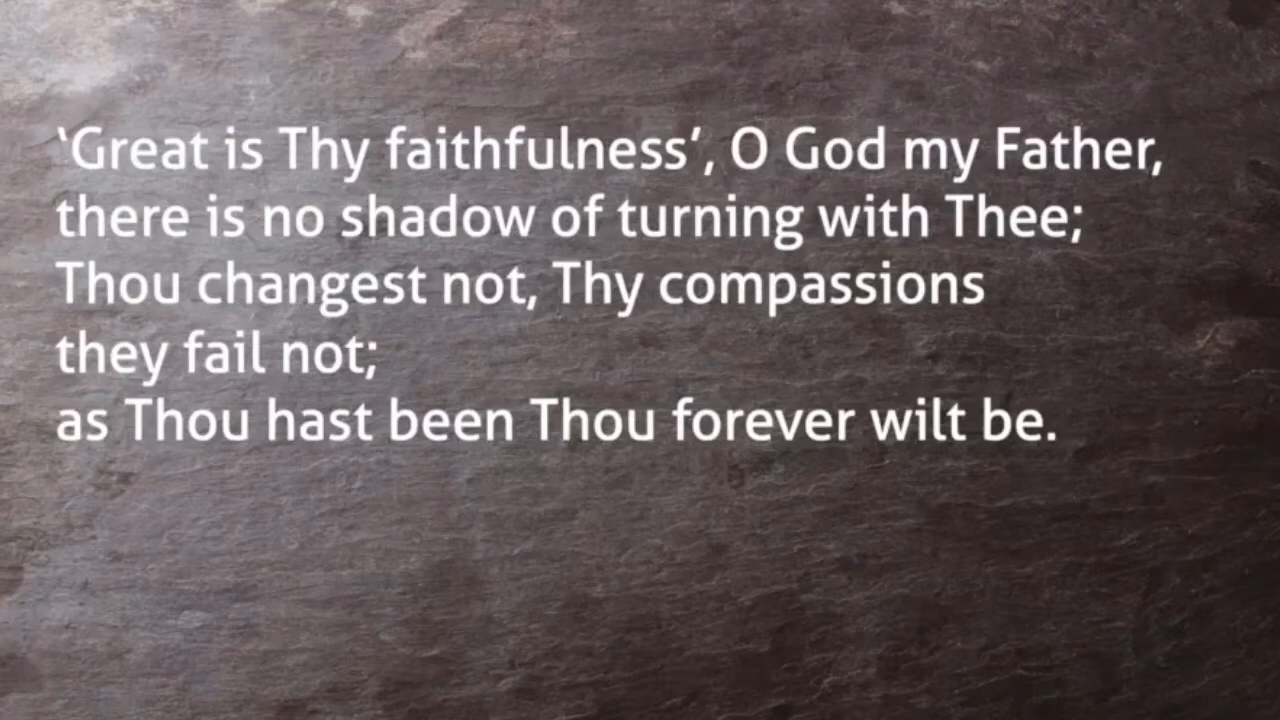 ‘Great is Thy faithfulness’, O God my Father,
there is no shadow of turning with Thee;
Thou changest not, Thy compassions
they fail not;
as Thou hast been Thou forever wilt be.